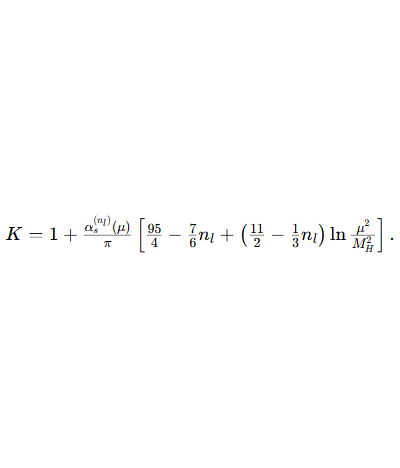 K = 1 + \frac{\alpha_s^{(n_l)}(\mu)}{\pi} \left[ \frac{95}{4} - \frac{7}{6} n_l + \left( \frac{11}{2} - \frac{1}{3} n_l \right) \ln \frac{\mu^2}{M_H^2} \right].